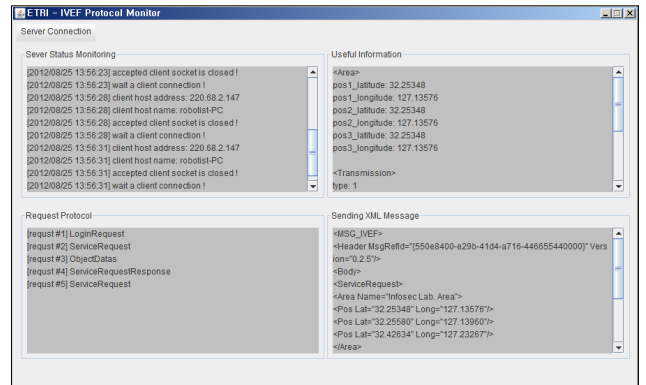 ETRI - IVEF Protocol Monitor
Server Connection
Sever Status Monitoring
[2012/08/25 13:56:23] accepted client socket is closed !
[2012/08/25 13:56:23] wait a client connection !
[2012/08/25 13:56:28] client host address: 220.68.2.147
[2012/08/25 13:56:28] client host name: robotist-PC
[2012/08/25 13:56:28] accepted client socket is closed !
[2012/08/25 13:56:28] wait a client connection !
[2012/08/25 13:56:31] client host address: 220.68.2.147
[2012/08/25 13:56:31] client host name: robotist-PC
[2012/08/25 13:56:31] accepted client socket is closed !
[2012/08/25 13:56:31] wait a client connection !
Useful Information
<Area>
pos1_latitude: 32.25348
pos1_longitude: 127.13576
pos2_latitude: 32.25348
pos2_longitude: 127.13576
pos3_latitude: 32.25348
pos3_longitude: 127.13576
<Transmission>
type: 1
Request Protocol
[requst #1] LoginRequest
[requst #2] ServiceRequest
[requst #3] ObjectDatas
[requst #4] ServiceRequestResponse
[requst #5] ServiceRequest
Sending XML Message
<MSG_IVEF>
<Header MsgRefId="{550e8400-e29b-41d4-a716-446655440000}" Vers
ion="0.2.5"/>
<Body>
<ServiceRequest>
<Area Name="Infosec Lab. Area">
<Pos Lat="32.25348" Long="127.13576"/>
<Pos Lat="32.25580" Long="127.13960"/>
<Pos Lat="32.42634" Long="127.23267"/>
</Area>